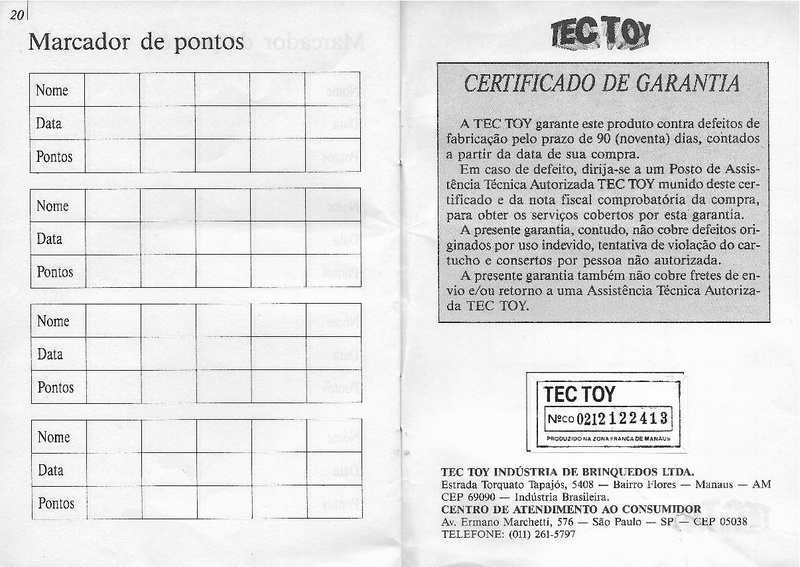 20
Marcador de pontos
Nome
Data
Pontos
Nome
Data
Pontos
Nome
Data
Pontos
Nome
Data
Pontos
TEC TOY
CERTIFICADO DE GARANTIA
A TEC TOY garante este produto contra defeitos de
fabricação pelo prazo de 90 (noventa) dias, contados
a partir da data de sua compra.
Em caso de defeito, dirija-se a um Posto de Assis-
tência Técnica Autorizada TEC TOY munido deste cer-
tificado e da nota fiscal comprobatória da compra,
para obter os serviços cobertos por esta garantia.
A presente garantia, contudo, não cobre defeitos ori-
ginados por uso indevido, tentativa de violação do car-
tucho e consertos por pessoa não autorizada.
A presente garantia também não cobre fretes de en-
vio e/ou retorno a uma Assistência Técnica Autoriza-
da TEC TOY.
TEC TOY
Nºco 0212122413
PRODUZIDO NA ZONA FRANCA DE MANAUS
TEC TOY INDÚSTRIA DE BRINQUEDOS LTDA.
Estrada Torquato Tapajós, 5408 — Bairro Flores — Manaus — AM
CEP 69090 — Indústria Brasileira.
CENTRO DE ATENDIMENTO AO CONSUMIDOR
Av. Ermano Marchetti, 576 — São Paulo — SP — CEP 05038
TELEFONE: (011) 261-5797